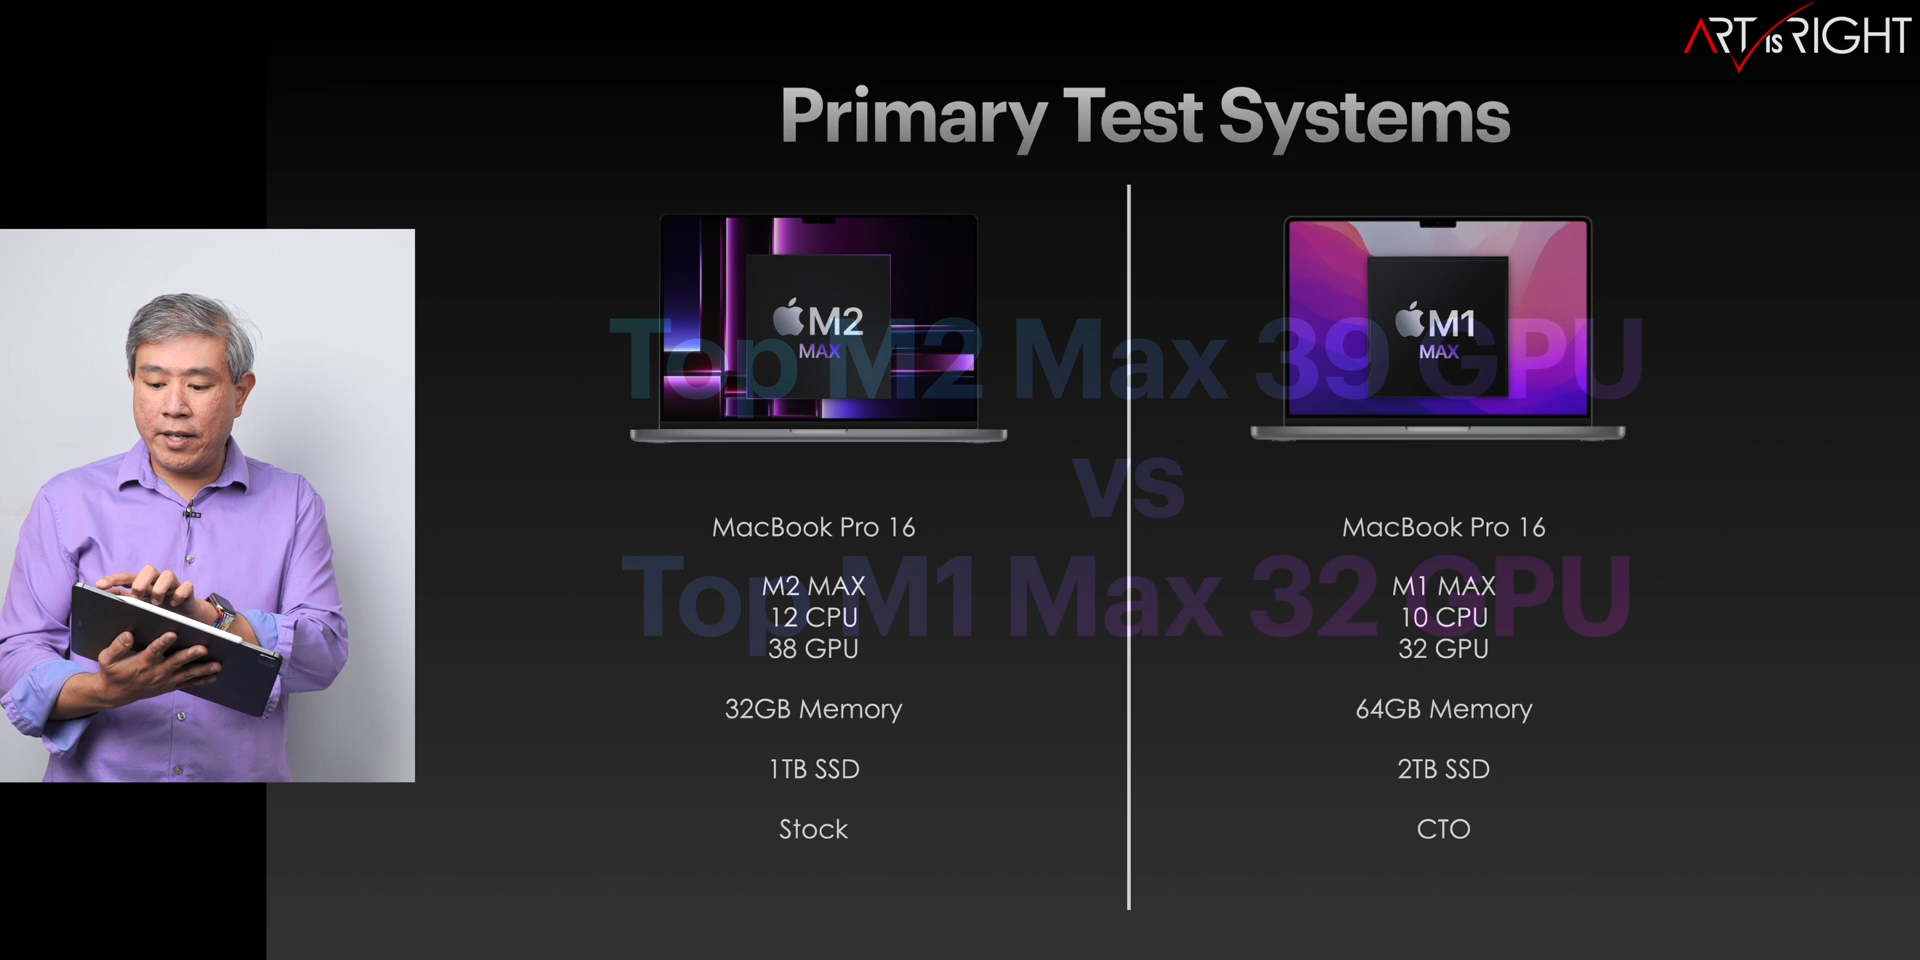 ART IS RIGHT
Primary Test Systems
M2
MAX
M1
MAX
Top M2 Max 39 GPU
vs
Top M1 Max 32 GPU
MacBook Pro 16
M2 MAX
12 CPU
38 GPU
32GB Memory
1TB SSD
Stock
MacBook Pro 16
M1 MAX
10 CPU
32 GPU
64GB Memory
2TB SSD
CTO